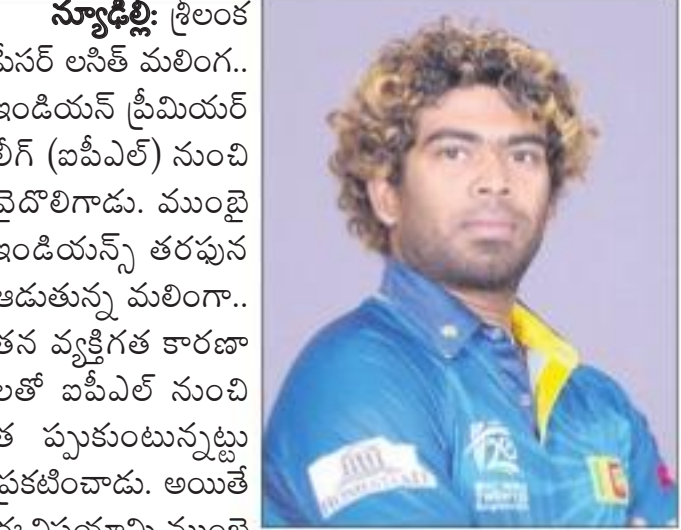 న్యూఢిల్లీ: శ్రీలంక
పేసర్ లసిత్ మలింగ..
ఇండియన్ ప్రీమియర్
లీగ్ (ఐపీఎల్) నుంచి
వైదొలిగాడు. ముంబై
ఇండియన్స్ తరఫున
ఆడుతున్న మలింగా..
తన వ్యక్తిగత కారణా
లతో ఐపీఎల్ నుంచి
త ప్పుకుంటున్నట్టు
ప్రకటించాడు. అయితే